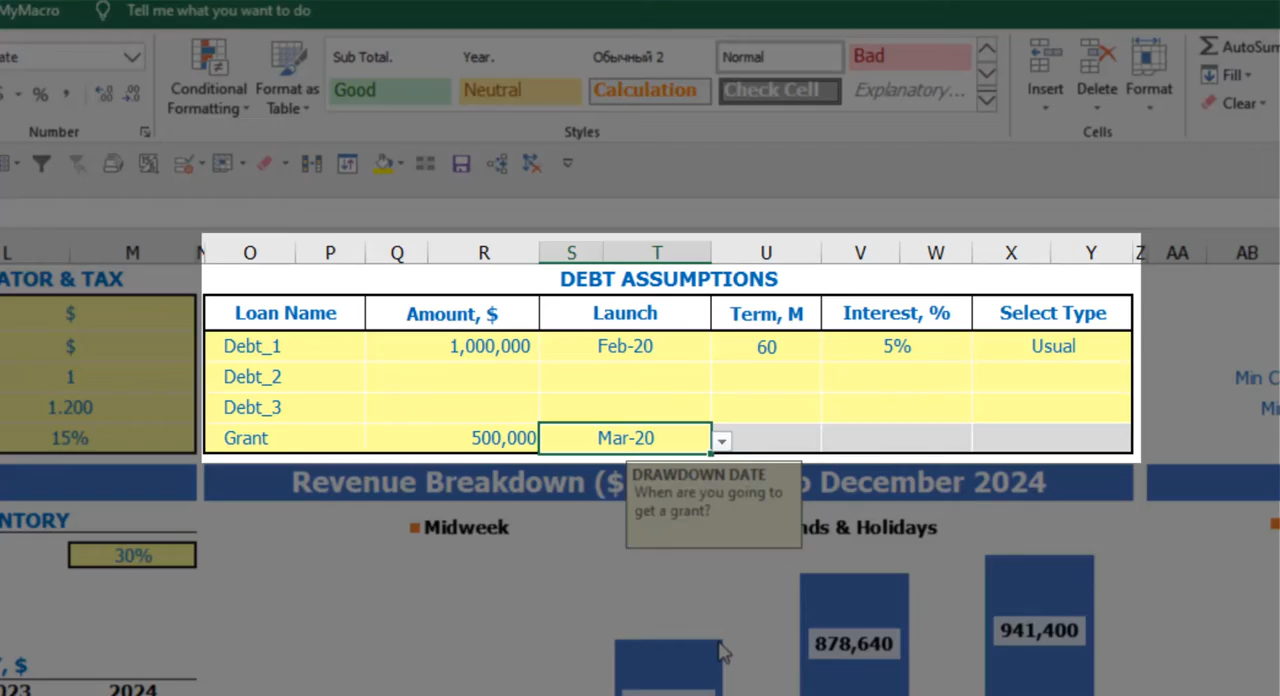 MyMacro Tell me what you want to do
ate
Sub Total. Year. Обычный 2 Normal Bad
Conditional Formatting Format as Table Good Neutral Calculation Check Cell Explanatory...
Insert Delete Format
AutoSum
Fill
Clear
% ,
Number Styles Cells
L M N O P Q R S T U V W X Y Z AA AB
ATOR & TAX DEBT ASSUMPTIONS
$ Loan Name Amount, $ Launch Term, M Interest, % Select Type
$ Debt_1 1,000,000 Feb-20 60 5% Usual
1 Debt_2 Min C
1.200 Debt_3 Mi
15% Grant 500,000 Mar-20
Revenue Breakdown ($ o December 2024
DRAWDOWN DATE
When are you going to
get a grant?
NTORY
Midweek nds & Holidays
30%
878,640 941,400
, $
023 2024